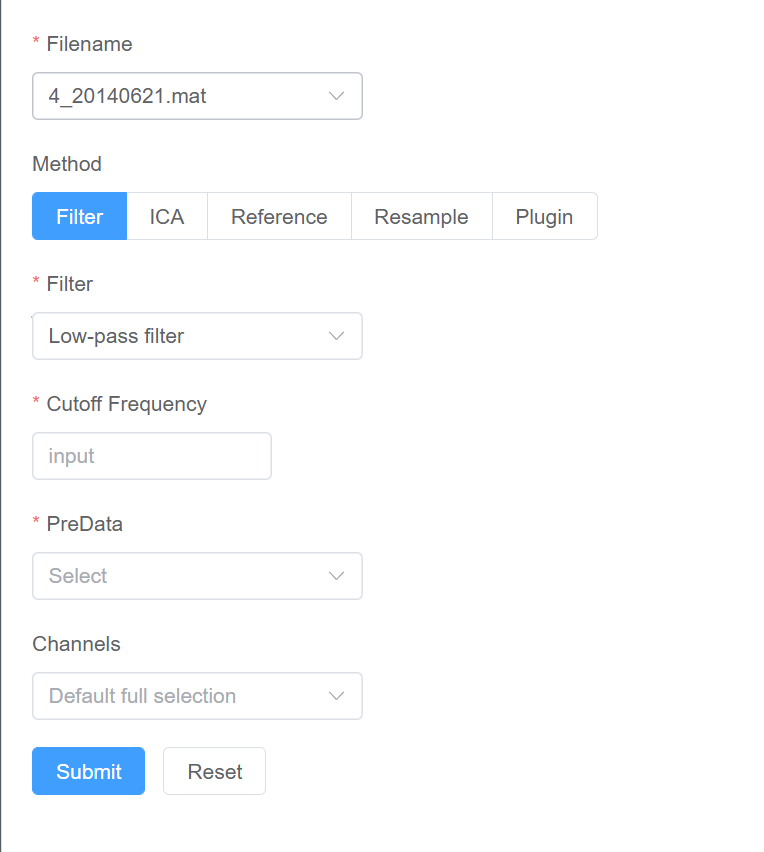 * Filename
4_20140621.mat
Method
Filter ICA Reference Resample Plugin
* Filter
Low-pass filter
* Cutoff Frequency
input
* PreData
Select
Channels
Default full selection
Submit Reset